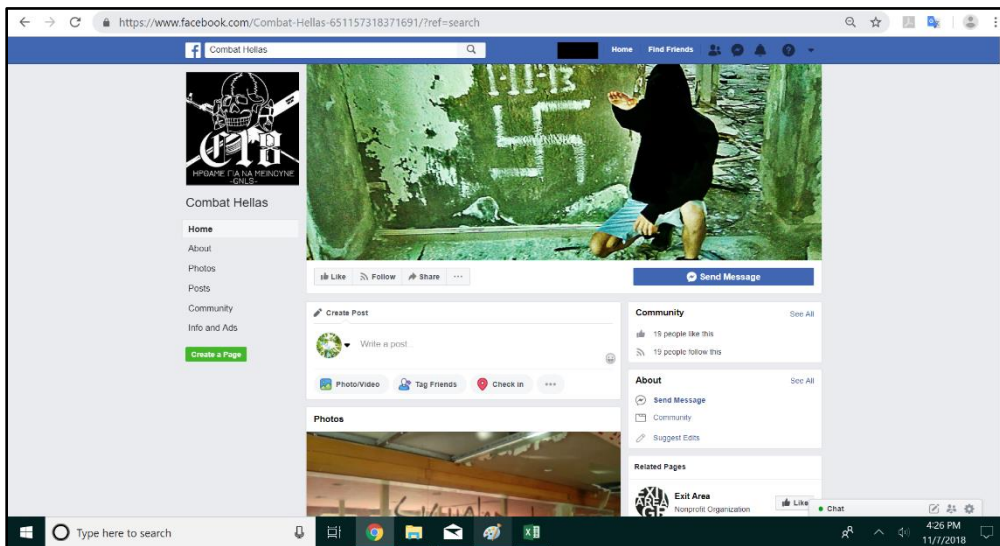 https://www.facebook.com/Combat-Hellas-651157318371691/?ref=search
Combat Hellas
Home Find Friends
C18
ΗΡΘΑΜΕ ΓΙΑ ΝΑ ΜΕΙΝΟΥΝΕ
-GNLS-
Combat Hellas
Home
About
Photos
Posts
Community
Info and Ads
Create a Page
Like Follow Share
Send Message
Create Post
Write a post
Photo/Video Tag Friends Check in
Photos
Community See All
19 people like this
19 people follow this
About See All
Send Message
Community
Suggest Edits
Related Pages
EXIT AREA
Exit Area
Nonprofit Organization
Like
Chat
Type here to search
4:26 PM
11/7/2018